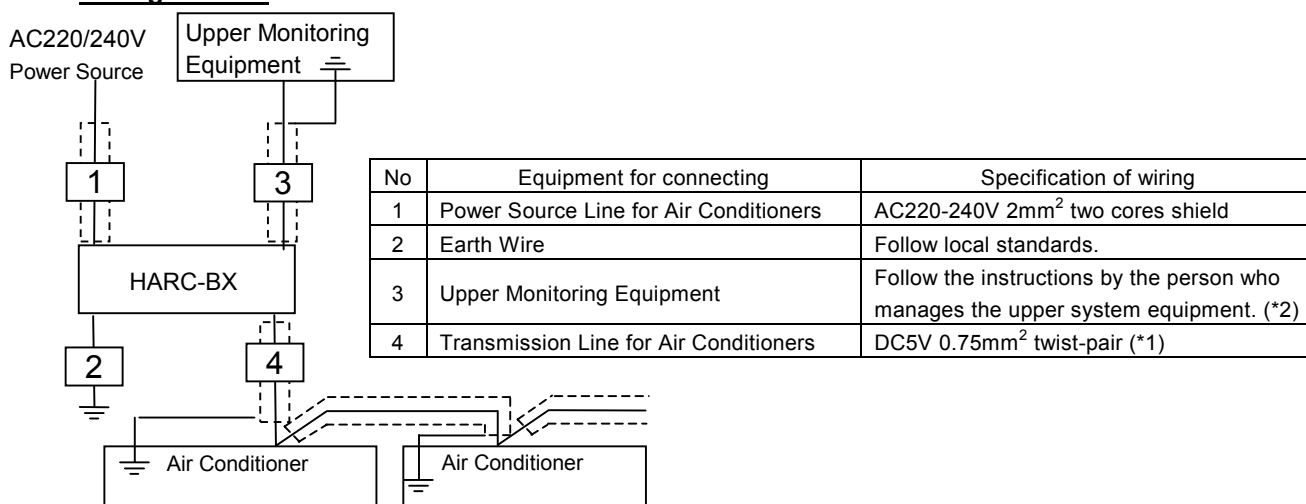 AC220/240V
Power Source
Upper Monitoring
Equipment
1
3
HARC-BX
2
4
Air Conditioner
Air Conditioner
No Equipment for connecting Specification of wiring
1 Power Source Line for Air Conditioners AC220-240V 2mm² two cores shield
2 Earth Wire Follow local standards.
3 Upper Monitoring Equipment Follow the instructions by the person who
manages the upper system equipment. (*2)
4 Transmission Line for Air Conditioners DC5V 0.75mm² twist-pair (*1)